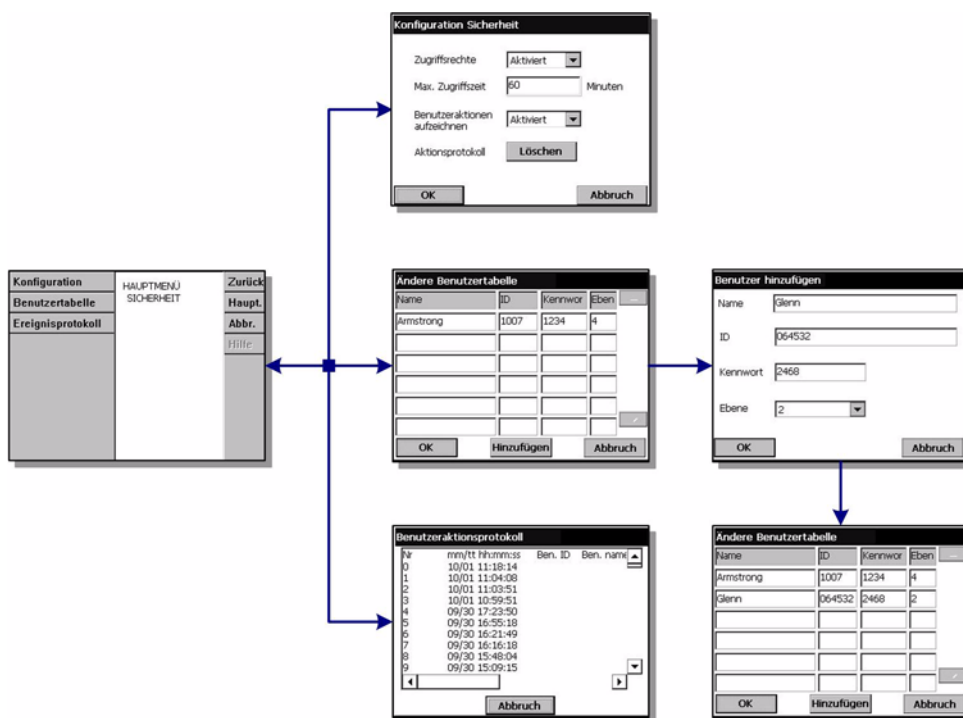 Konfiguration Sicherheit
Zugriffsrechte Aktiviert
Max. Zugriffszeit 60 Minuten
Benutzeraktionen
aufzeichnen Aktiviert
Aktionsprotokoll Löschen
OK Abbruch
Konfiguration
Benutzertabelle
Ereignisprotokoll
HAUPTMENÜ
SICHERHEIT
Zurück
Haupt.
Abbr.
Hilfe
Ändere Benutzertabelle
Name ID Kennwor Eben ...
Armstrong 1007 1234 4
OK Hinzufügen Abbruch
Benutzer hinzufügen
Name Glenn
ID 064532
Kennwort 2468
Ebene 2
OK Abbruch
Benutzeraktionsprotokoll
Nr mm/tt hh:mm:ss Ben. ID Ben. name
0 10/01 11:18:14
1 10/01 11:04:08
2 10/01 11:03:51
3 10/01 10:59:51
4 09/30 17:23:50
5 09/30 16:55:18
6 09/30 16:21:49
7 09/30 16:16:18
8 09/30 15:48:04
9 09/30 15:09:15
Abbruch
Ändere Benutzertabelle
Name ID Kennwor Eben ...
Armstrong 1007 1234 4
Glenn 064532 2468 2
OK Hinzufügen Abbruch